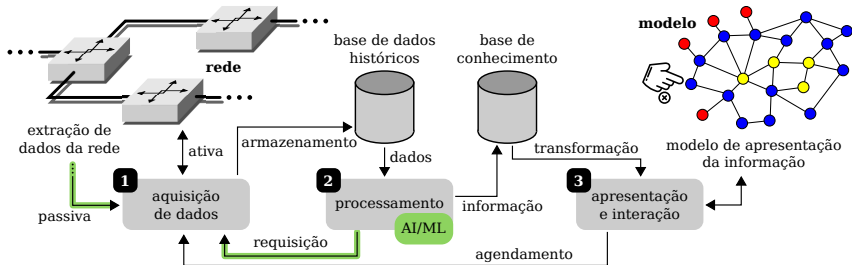 rede
modelo
base de dados
históricos
base de
conhecimento
extração de
dados da rede
ativa
armazenamento
dados
transformação
modelo de apresentação
da informação
passiva
1
aquisição
de dados
2
processamento
AI/ML
informação
3
apresentação
e interação
requisição
agendamento